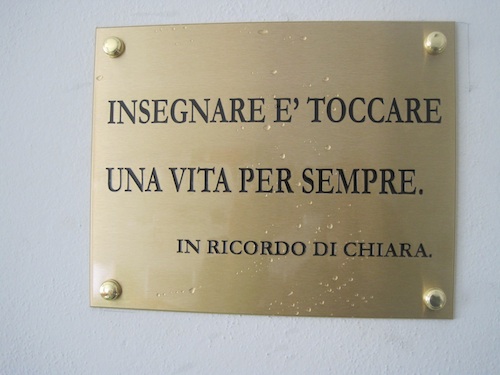 INSEGNARE E' TOCCARE
UNA VITA PER SEMPRE.
IN RICORDO DI CHIARA.